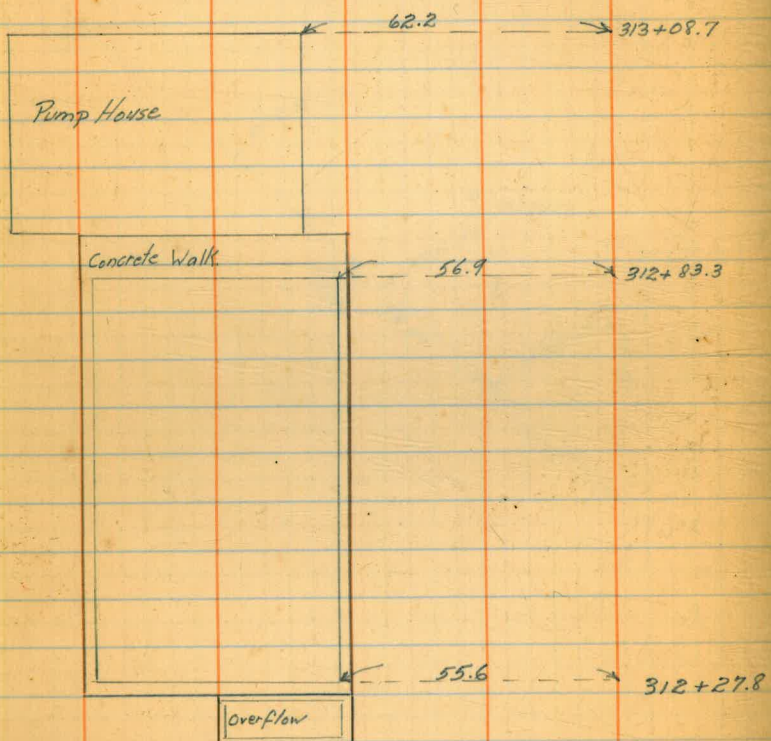 62.2 313+08.7
Pump House
Concrete Walk
56.9 312+83.3
55.6 312+27.8
Overflow